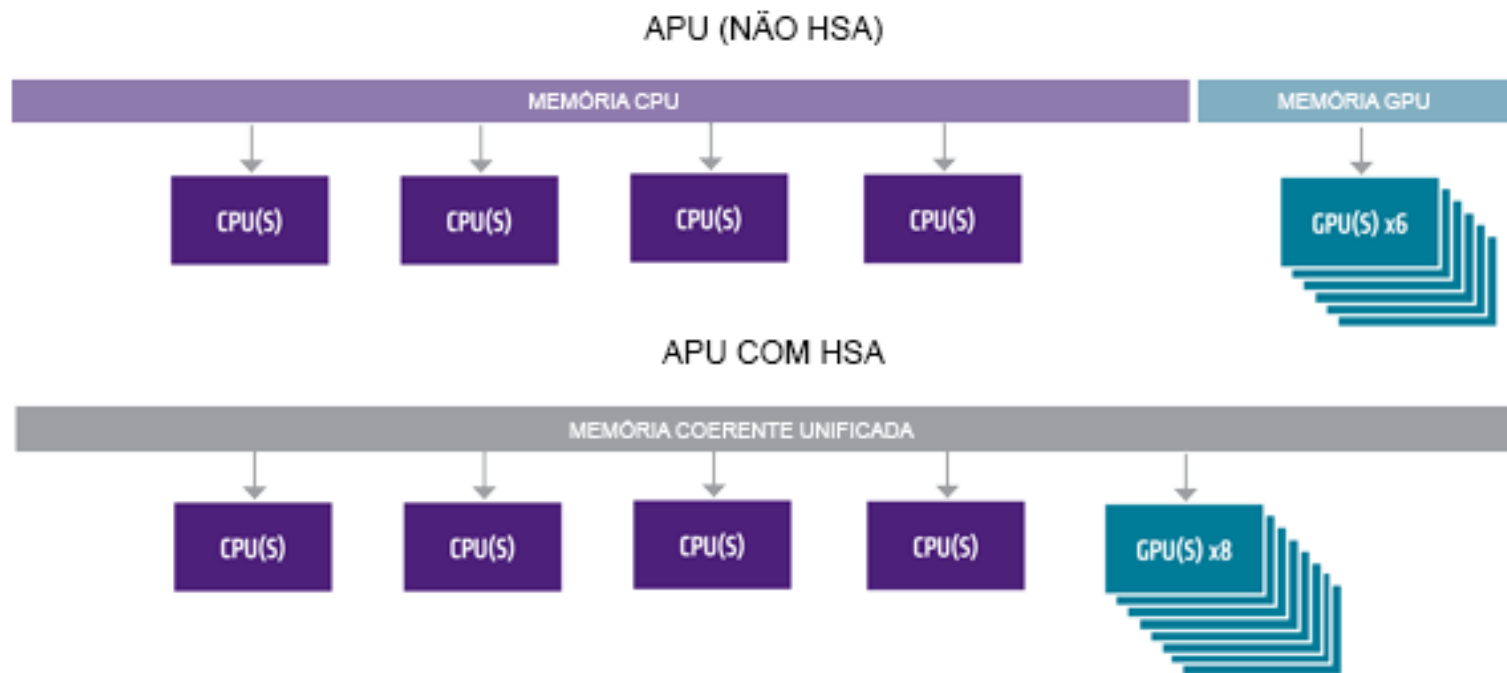 APU (NÃO HSA)
MEMÓRIA CPU MEMÓRIA GPU
CPU(S) CPU(S) CPU(S) CPU(S) GPU(S) x6
APU COM HSA
MEMÓRIA COERENTE UNIFICADA
CPU(S) CPU(S) CPU(S) CPU(S) GPU(S) x8